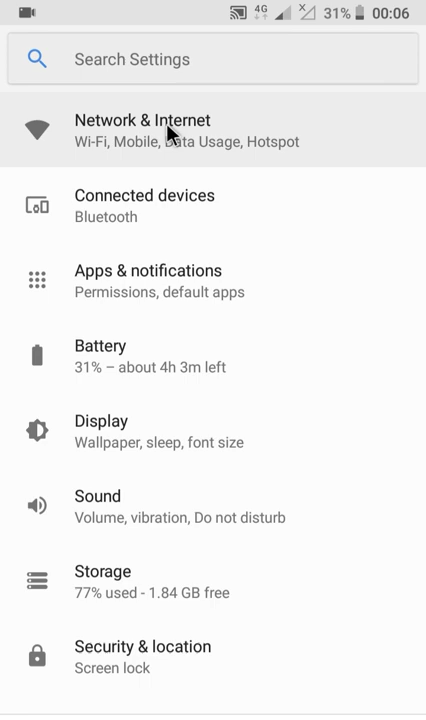 4G 31% 00:06
Search Settings
Network & Internet
Wi-Fi, Mobile, Data Usage, Hotspot
Connected devices
Bluetooth
Apps & notifications
Permissions, default apps
Battery
31% – about 4h 3m left
Display
Wallpaper, sleep, font size
Sound
Volume, vibration, Do not disturb
Storage
77% used - 1.84 GB free
Security & location
Screen lock